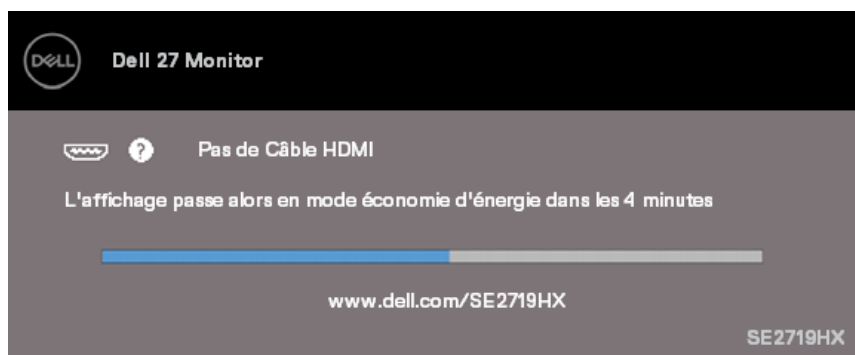 DELL
Dell 27 Monitor
? Pas de Câble HDMI
L'affichage passe alors en mode économie d'énergie dans les 4 minutes
www.dell.com/SE2719HX
SE2719HX